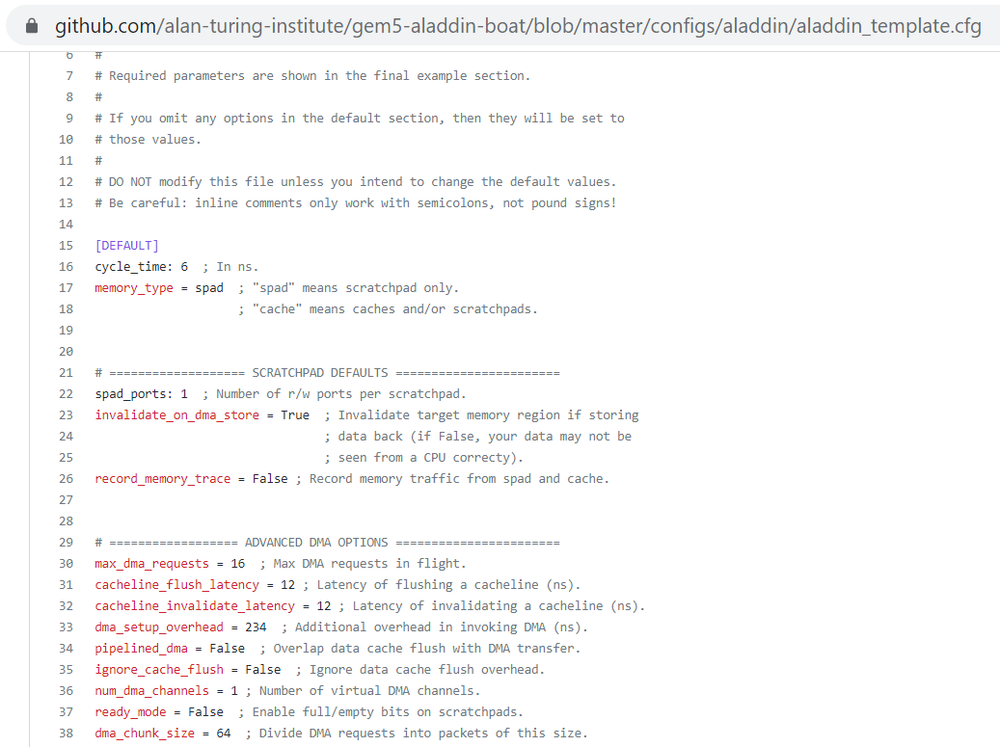 github.com/alan-turing-institute/gem5-aladdin-boat/blob/master/configs/aladdin/aladdin_template.cfg
6 #
7 # Required parameters are shown in the final example section.
8 #
9 # If you omit any options in the default section, then they will be set to
10 # those values.
11 #
12 # DO NOT modify this file unless you intend to change the default values.
13 # Be careful: inline comments only work with semicolons, not pound signs!
14
15 [DEFAULT]
16 cycle_time: 6  ; In ns.
17 memory_type = spad  ; "spad" means scratchpad only.
18                     ; "cache" means caches and/or scratchpads.
19
20
21 # =================== SCRATCHPAD DEFAULTS =======================
22 spad_ports: 1  ; Number of r/w ports per scratchpad.
23 invalidate_on_dma_store = True  ; Invalidate target memory region if storing
24                                 ; data back (if False, your data may not be
25                                 ; seen from a CPU correcty).
26 record_memory_trace = False ; Record memory traffic from spad and cache.
27
28
29 # ================== ADVANCED DMA OPTIONS =======================
30 max_dma_requests = 16  ; Max DMA requests in flight.
31 cacheline_flush_latency = 12 ; Latency of flushing a cacheline (ns).
32 cacheline_invalidate_latency = 12 ; Latency of invalidating a cacheline (ns).
33 dma_setup_overhead = 234  ; Additional overhead in invoking DMA (ns).
34 pipelined_dma = False  ; Overlap data cache flush with DMA transfer.
35 ignore_cache_flush = False  ; Ignore data cache flush overhead.
36 num_dma_channels = 1 ; Number of virtual DMA channels.
37 ready_mode = False  ; Enable full/empty bits on scratchpads.
38 dma_chunk_size = 64  ; Divide DMA requests into packets of this size.